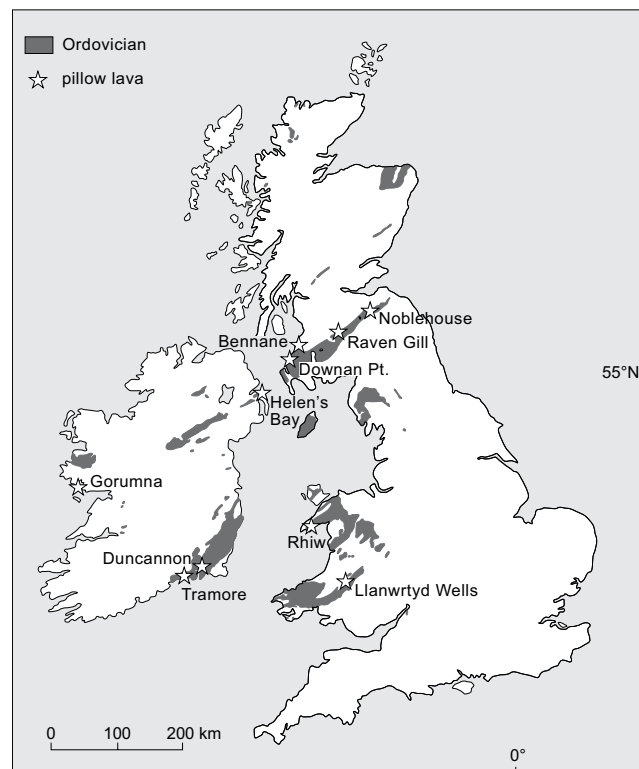 Ordovician
pillow lava
Noblehouse
Bennane
Raven Gill
Downan Pt.
55°N
Helen's
Bay
Gorumna
Rhiw
Duncannon
Tramore
Llanwrtyd Wells
0 100 200 km
0°